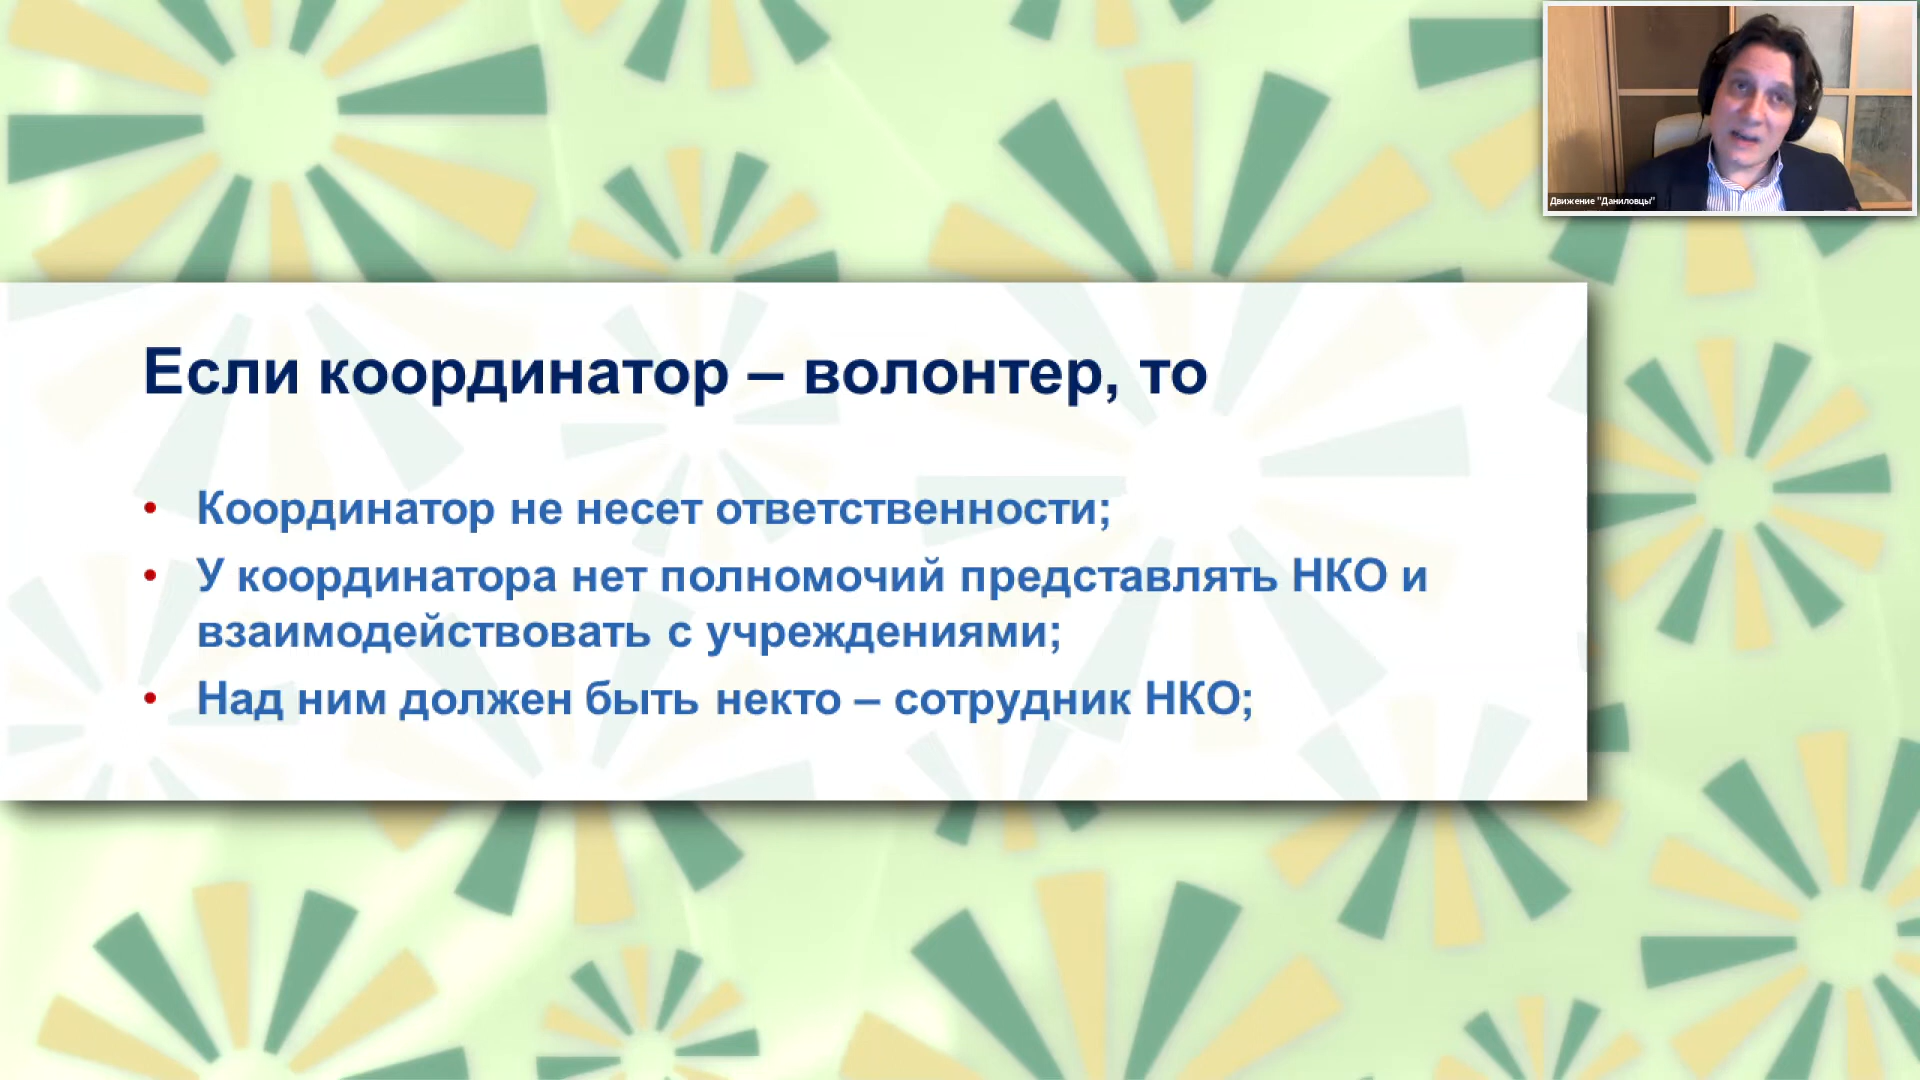 Движение "Даниловцы"
Если координатор – волонтер, то
• Координатор не несет ответственности;
• У координатора нет полномочий представлять НКО и
взаимодействовать с учреждениями;
• Над ним должен быть некто – сотрудник НКО;